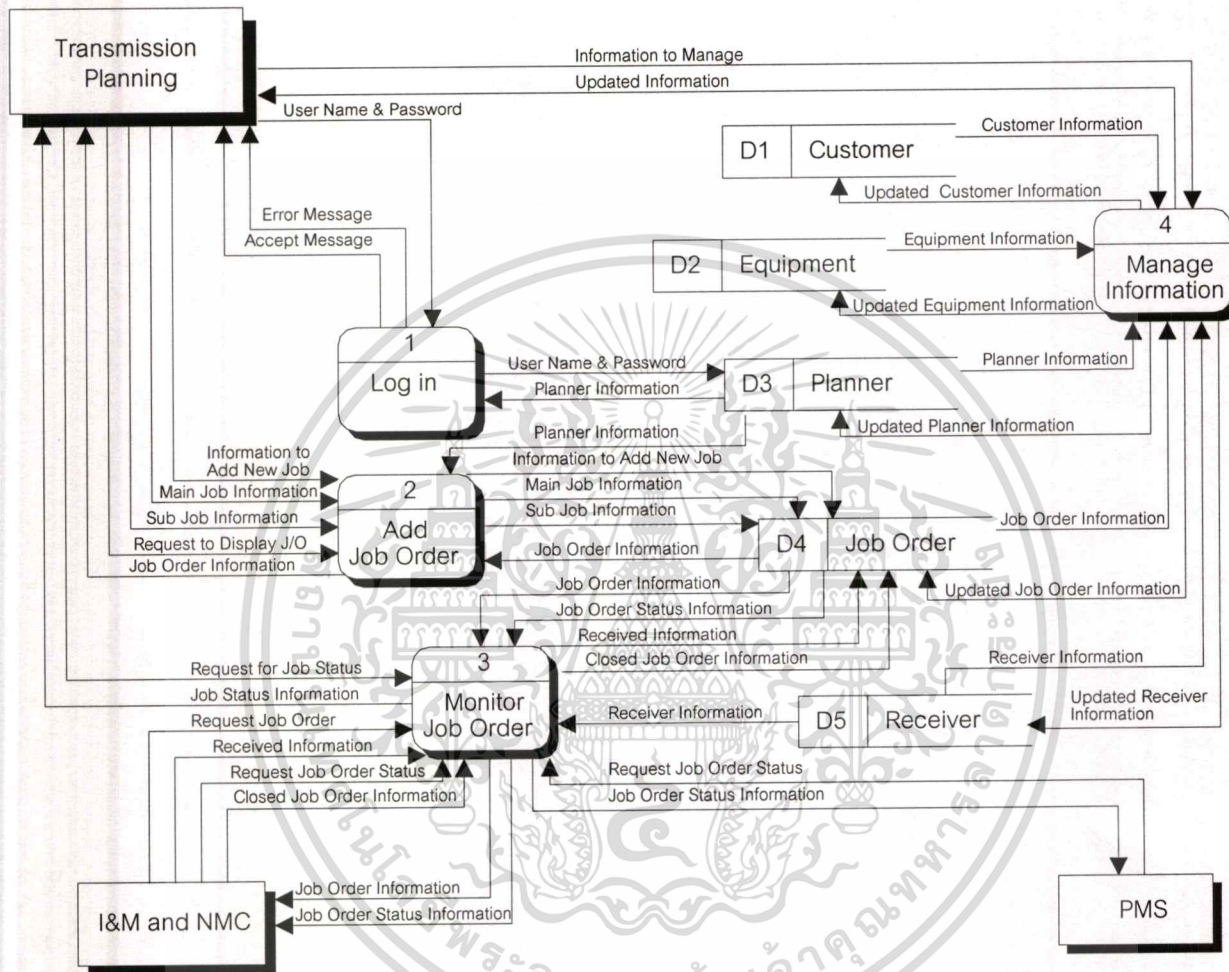 Transmission
Planning
Information to Manage
Updated Information
User Name & Password
Customer Information
D1 Customer
Updated Customer Information
Error Message
Accept Message
4
Manage
Information
Equipment Information
D2 Equipment
Updated Equipment Information
1
Log in
User Name & Password
Planner Information
D3 Planner
Planner Information
Updated Planner Information
Planner Information
Information to
Add New Job
Main Job Information
Sub Job Information
Request to Display J/O
Job Order Information
2
Add
Job Order
Information to Add New Job
Main Job Information
Sub Job Information
Job Order Information
D4 Job Order
Job Order Information
Updated Job Order Information
Job Order Information
Job Order Status Information
Received Information
Closed Job Order Information
3
Monitor
Job Order
Request for Job Status
Job Status Information
Request Job Order
Received Information
Request Job Order Status
Closed Job Order Information
Receiver Information
D5 Receiver
Receiver Information
Updated Receiver
Information
Request Job Order Status
Job Order Status Information
I&M and NMC
Job Order Information
Job Order Status Information
PMS